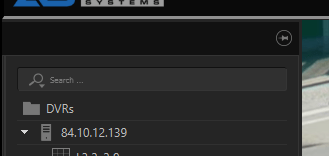 SYSTEMS
Search ....
DVRs
84.10.12.139